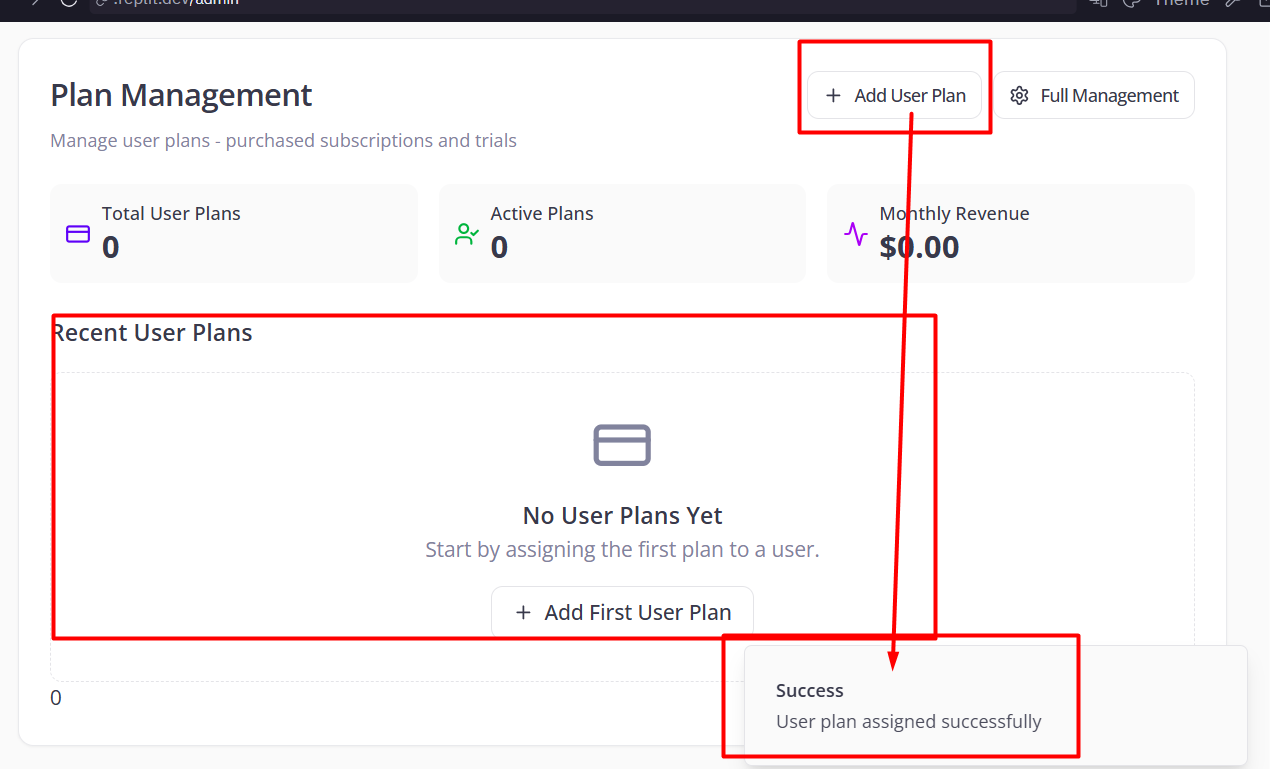 .replit.dev/admin
Theme
Plan Management
Add User Plan
Full Management
Manage user plans - purchased subscriptions and trials
Total User Plans
0
Active Plans
0
Monthly Revenue
$0.00
Recent User Plans
No User Plans Yet
Start by assigning the first plan to a user.
Add First User Plan
0
Success
User plan assigned successfully